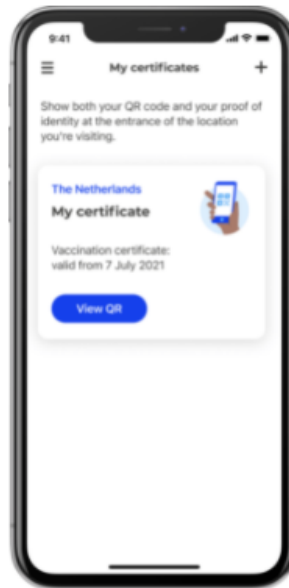 9:41
My certificates
Show both your QR code and your proof of
identity at the entrance of the location
you're visiting.
The Netherlands
My certificate
Vaccination certificate:
valid from 7 July 2021
View QR